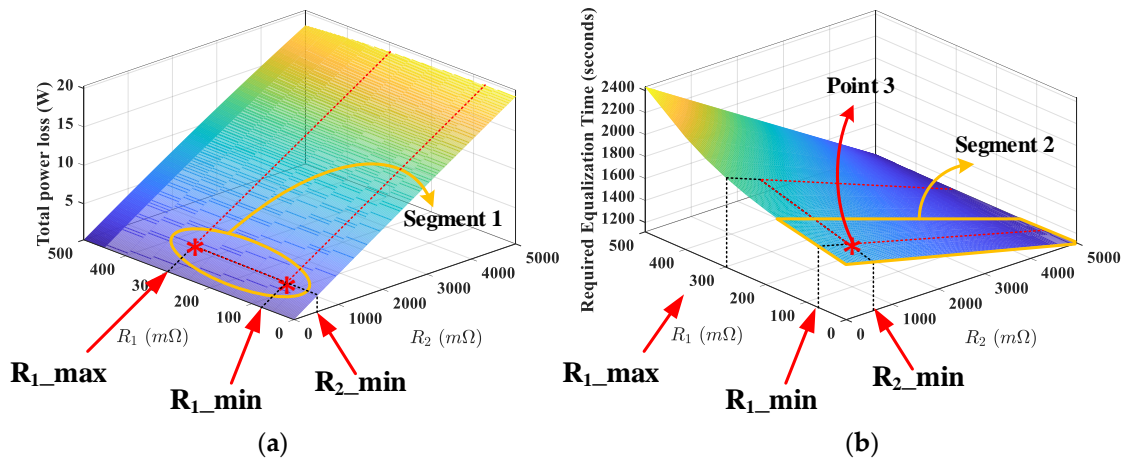 Total power loss (W)
20
15
10
5
500
400
300
200
100
0
R1 (mΩ)
0
1000
2000
3000
4000
5000
R2 (mΩ)
Segment 1
R1_max
R1_min
R2_min
(a)
Required Equalization Time (seconds)
2400
2200
2000
1800
1600
1400
1200
500
400
300
200
100
0
R1 (mΩ)
0
1000
2000
3000
4000
5000
R2 (mΩ)
Point 3
Segment 2
R1_max
R1_min
R2_min
(b)